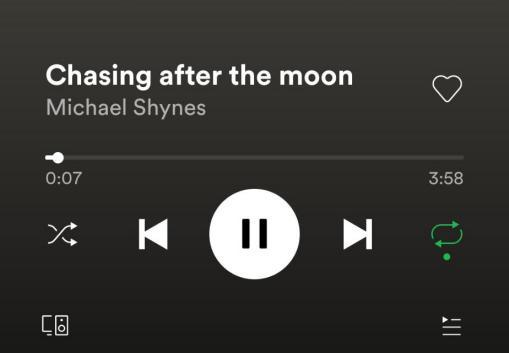 Chasing after the moon
Michael Shynes
0:07
3:58